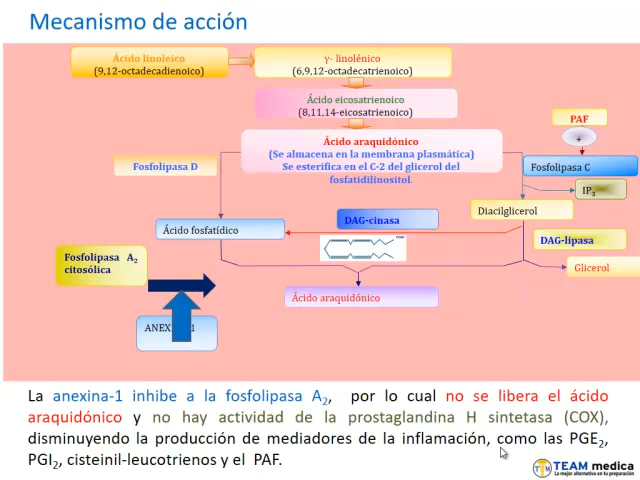 Mecanismo de acción
Ácido linoleico
(9,12-octadecadienoico)
γ- linolénico
(6,9,12-octadecatrienoico)
Ácido eicosatrienoico
(8,11,14-eicosatrienoico)
PAF
+
Ácido araquidónico
(Se almacena en la membrana plasmática)
Se esterifica en el C-2 del glicerol del
fosfatidilinositol.
Fosfolipasa D
Fosfolipasa C
IP3
Diacilglicerol
DAG-cinasa
Ácido fosfatídico
DAG-lipasa
Fosfolipasa A2
citosólica
Glicerol
Ácido araquidónico
ANEX 1
La anexina-1 inhibe a la fosfolipasa A2, por lo cual no se libera el ácido
araquidónico y no hay actividad de la prostaglandina H sintetasa (COX),
disminuyendo la producción de mediadores de la inflamación, como las PGE2,
PGI2, cisteinil-leucotrienos y el PAF.
TEAM medica
La mejor alternativa en tu preparación